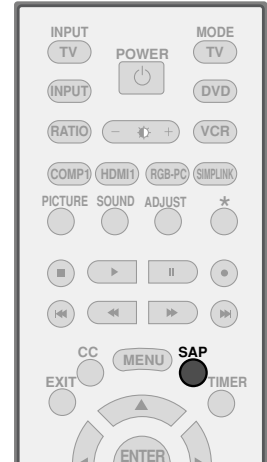 INPUT MODE
TV POWER TV
INPUT DVD
RATIO - + VCR
COMP1 HDMI1 RGB-PC SIMPLINK
PICTURE SOUND ADJUST *
CC MENU SAP
EXIT TIMER
ENTER